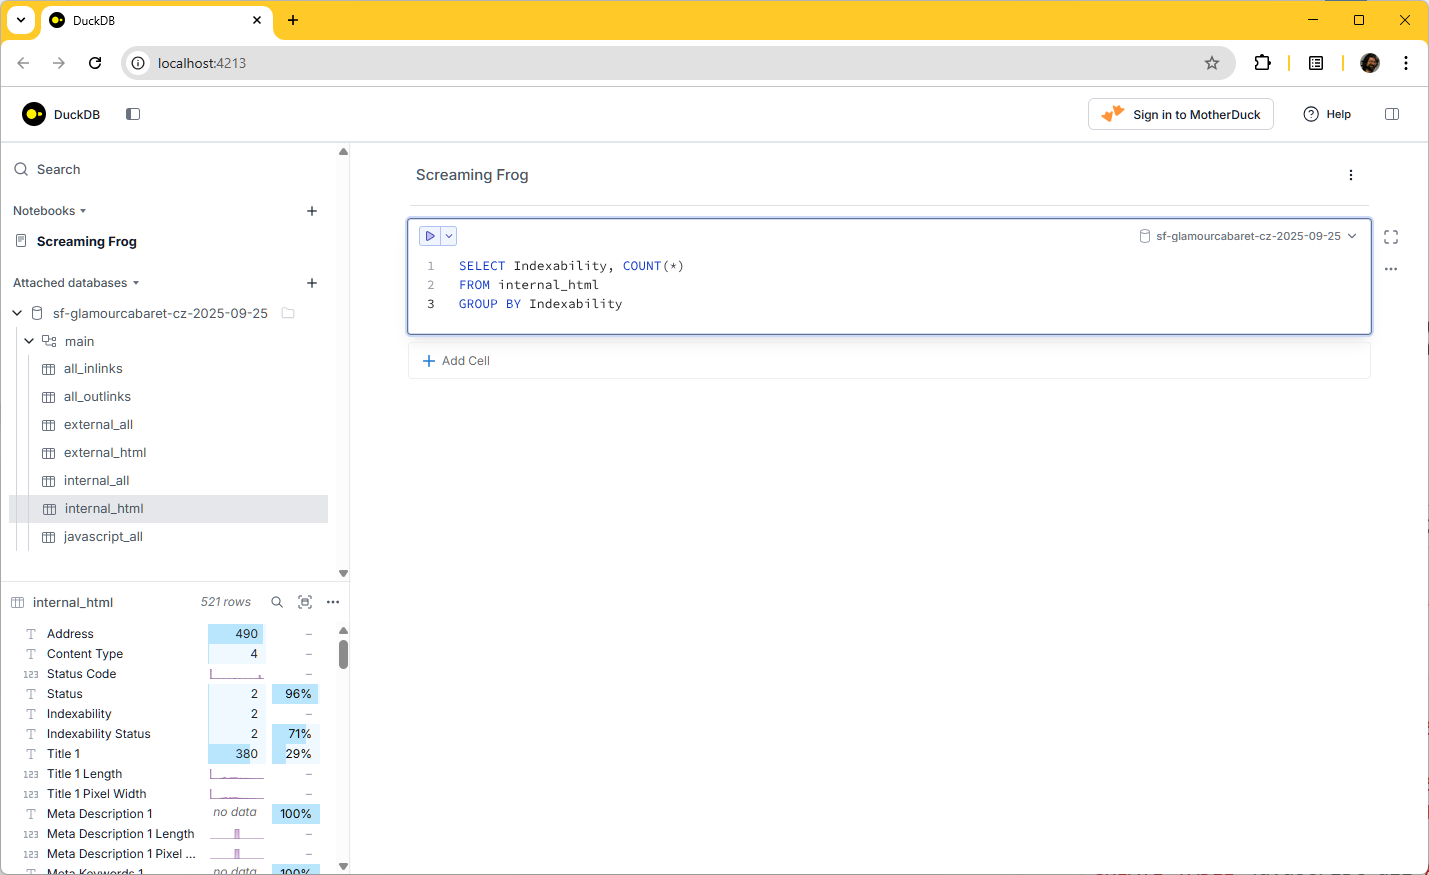 DuckDB
localhost:4213
DuckDB
Sign in to MotherDuck
Help
Search
Notebooks
Screaming Frog
Attached databases
sf-glamourcabaret-cz-2025-09-25
main
all_inlinks
all_outlinks
external_all
external_html
internal_all
internal_html
javascript_all
internal_html 521 rows
T Address 490 –
T Content Type 4 –
123 Status Code –
T Status 2 96%
T Indexability 2 –
T Indexability Status 2 71%
T Title 1 380 29%
123 Title 1 Length –
123 Title 1 Pixel Width –
T Meta Description 1 no data 100%
123 Meta Description 1 Length –
123 Meta Description 1 Pixel ... –
T Meta Keywords 1 no data 100%
Screaming Frog
sf-glamourcabaret-cz-2025-09-25
1 SELECT Indexability, COUNT(*)
2 FROM internal_html
3 GROUP BY Indexability
Add Cell